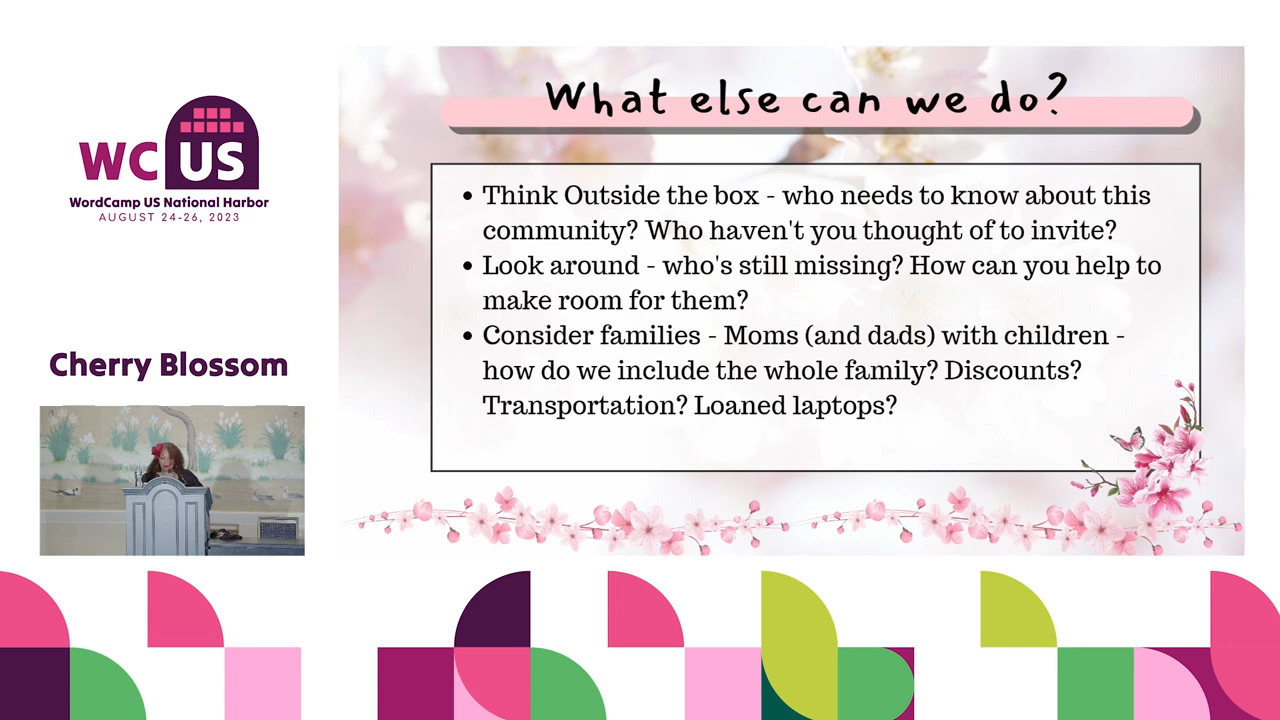 WC US
WordCamp US National Harbor
AUGUST 24-26, 2023
Cherry Blossom
What else can we do?
• Think Outside the box - who needs to know about this
community? Who haven't you thought of to invite?
• Look around - who's still missing? How can you help to
make room for them?
• Consider families - Moms (and dads) with children -
how do we include the whole family? Discounts?
Transportation? Loaned laptops?